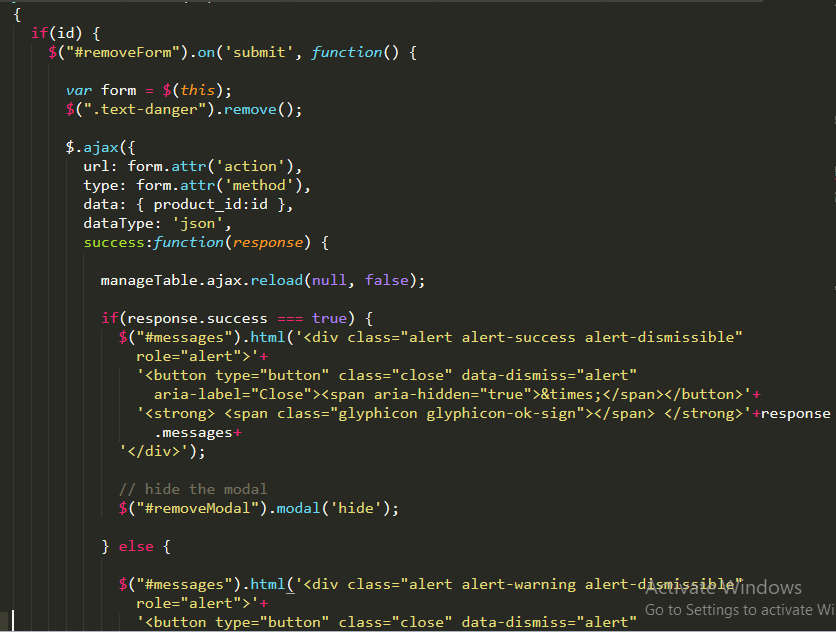 {
if(id) {
$("#removeForm").on('submit', function() {
var form = $(this);
$(".text-danger").remove();
$.ajax({
url: form.attr('action'),
type: form.attr('method'),
data: { product_id:id },
dataType: 'json',
success:function(response) {
manageTable.ajax.reload(null, false);
if(response.success === true) {
$("#messages").html('<div class="alert alert-success alert-dismissible"
role="alert">'+
'<button type="button" class="close" data-dismiss="alert"
aria-label="Close"><span aria-hidden="true">&times;</span></button>'+
'<strong> <span class="glyphicon glyphicon-ok-sign"></span> </strong>'+response
.messages+
'</div>');
// hide the modal
$("#removeModal").modal('hide');
} else {
$("#messages").html('<div class="alert alert-warning alert-dismissible"
role="alert">'+
'<button type="button" class="close" data-dismiss="alert"
Activate Windows
Go to Settings to activate Wi